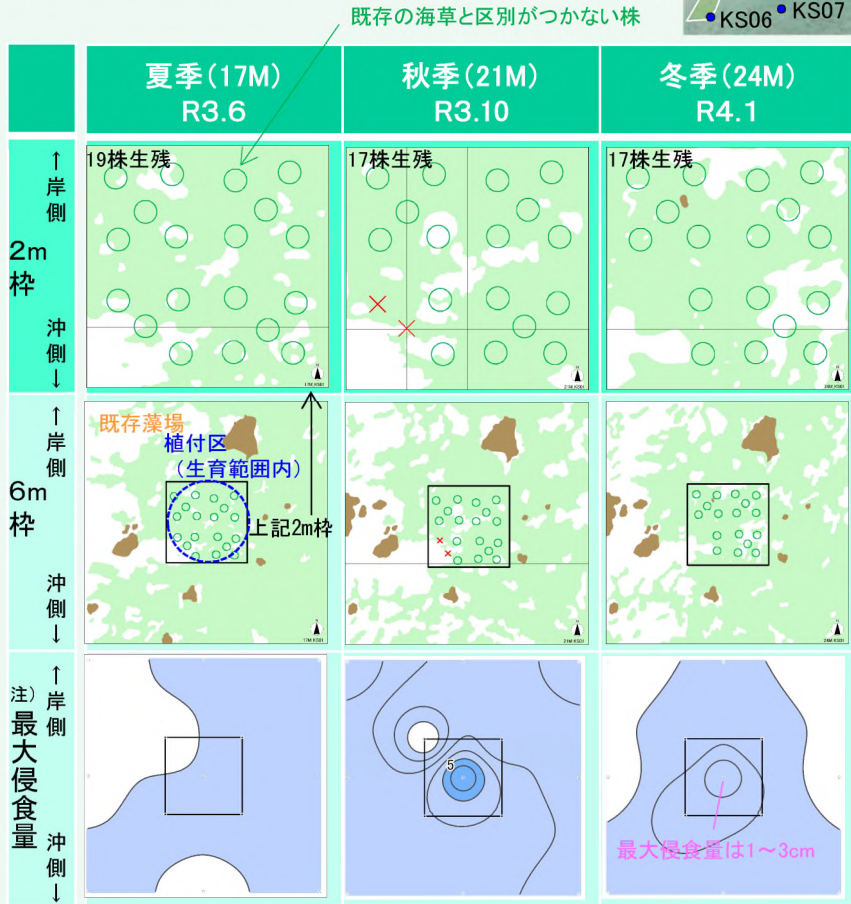 既存の海草と区別がつかない株
KS06
KS07
夏季(17M)
R3.6
秋季(21M)
R3.10
冬季(24M)
R4.1
↑岸側
2m枠
沖側↓
19株生残
17株生残
17株生残
↑岸側
6m枠
沖側↓
既存藻場
植付区
(生育範囲内)
上記2m枠
↑岸側
注)最大侵食量
沖側↓
5
最大侵食量は1～3cm